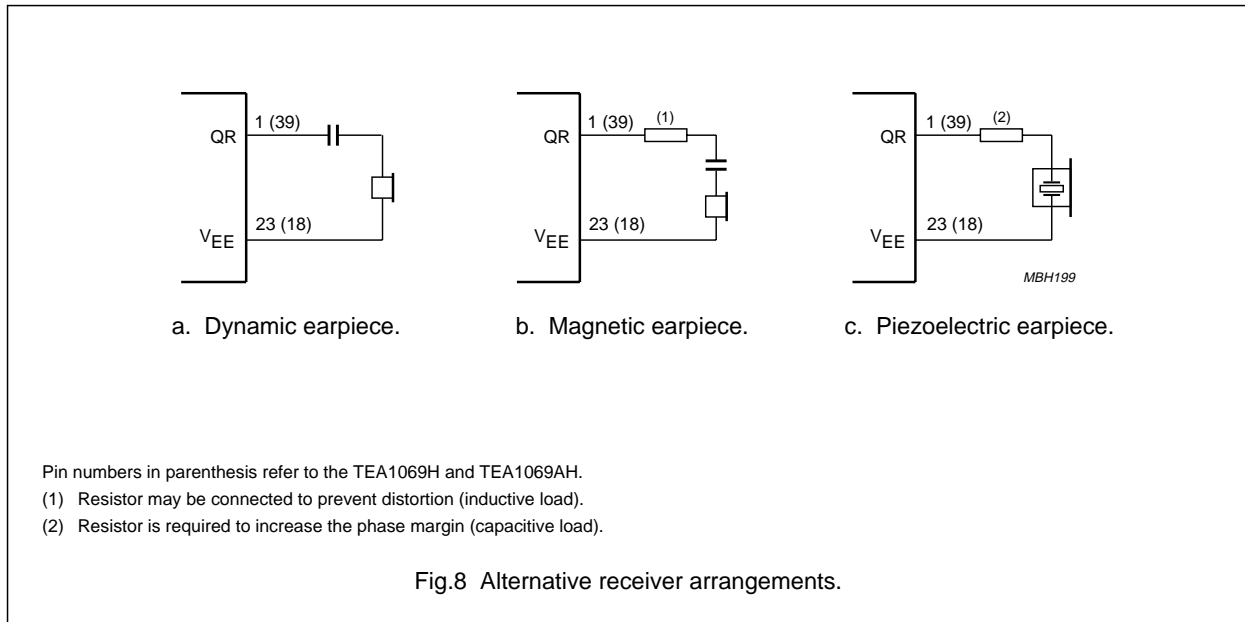 1 (39)
QR
23 (18)
VEE
a. Dynamic earpiece.
1 (39)
(1)
QR
23 (18)
VEE
b. Magnetic earpiece.
1 (39)
(2)
QR
23 (18)
VEE
MBH199
c. Piezoelectric earpiece.
Pin numbers in parenthesis refer to the TEA1069H and TEA1069AH.
(1) Resistor may be connected to prevent distortion (inductive load).
(2) Resistor is required to increase the phase margin (capacitive load).
Fig.8 Alternative receiver arrangements.